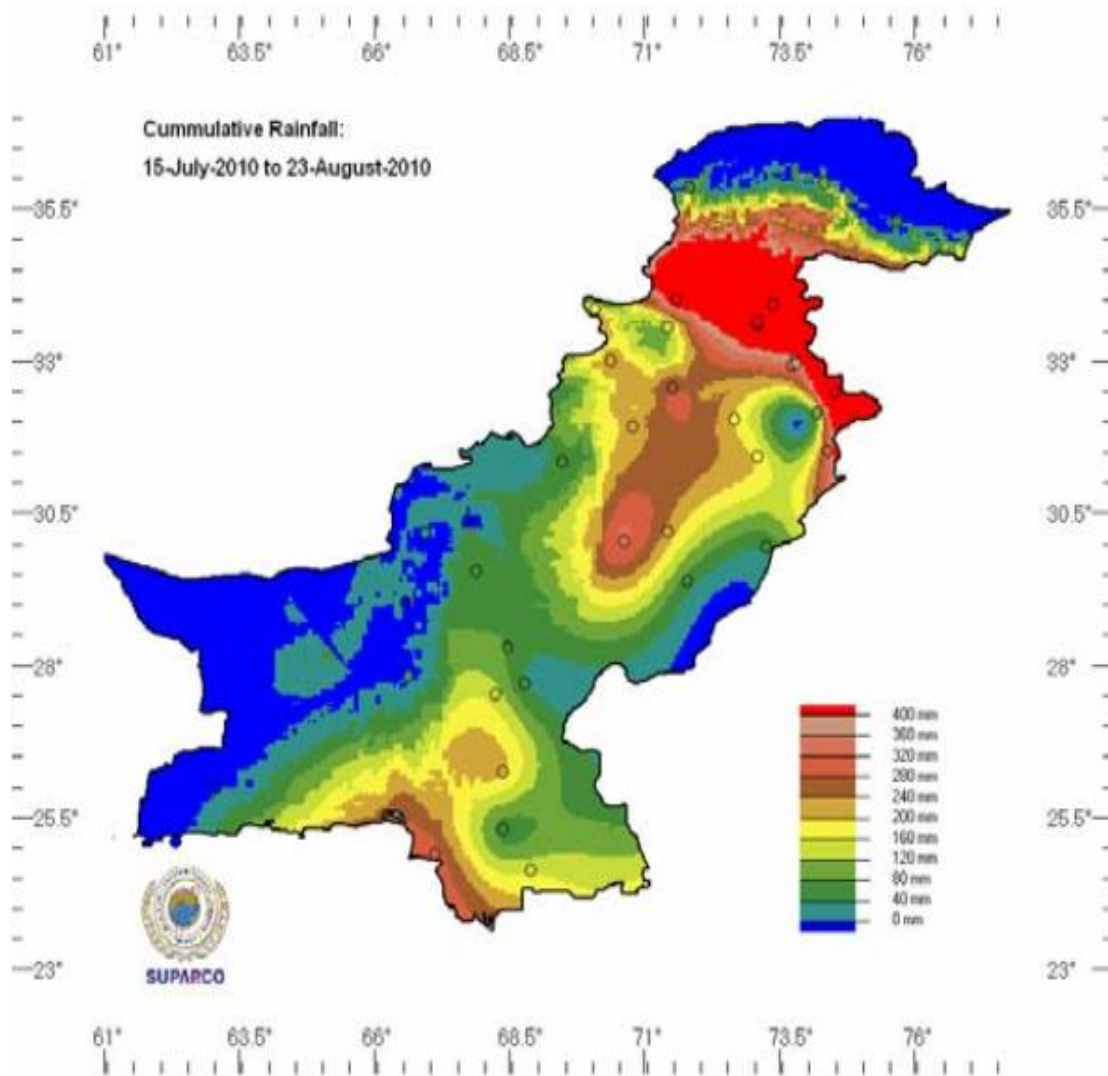 61° 63.5° 66° 68.5° 71° 73.5° 76°
Cummulative Rainfall:
15-July-2010 to 23-August-2010
35.5° 35.5°
33° 33°
30.5° 30.5°
28° 28°
400 mm
360 mm
320 mm
280 mm
240 mm
200 mm
160 mm
120 mm
80 mm
40 mm
0 mm
25.5° 25.5°
SUPARCO
23° 23°
61° 63.5° 66° 68.5° 71° 73.5° 76°